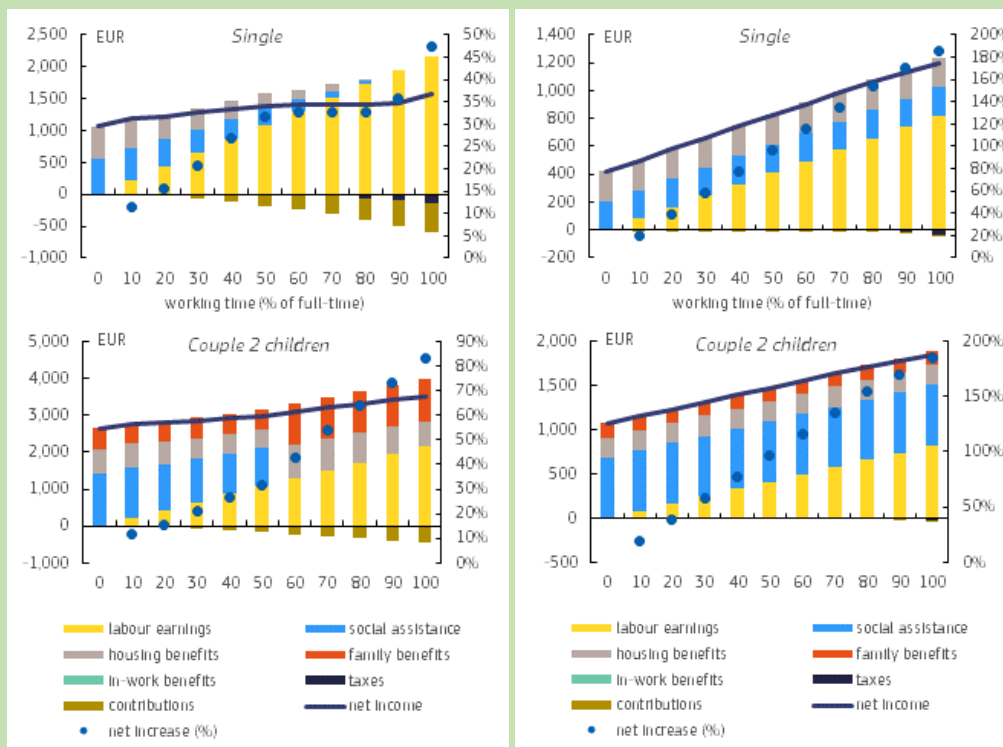 EUR
Single
2,500
2,000
1,500
1,000
500
0
-500
-1,000
50%
45%
40%
35%
30%
25%
20%
15%
10%
5%
0%
0 10 20 30 40 50 60 70 80 90 100
working time (% of full-time)
EUR
Couple 2 children
5,000
4,000
3,000
2,000
1,000
0
-1,000
90%
80%
70%
60%
50%
40%
30%
20%
10%
0%
0 10 20 30 40 50 60 70 80 90 100
labour earnings
social assistance
housing benefits
family benefits
in-work benefits
taxes
contributions
net income
net increase (%)
EUR
Single
1,400
1,200
1,000
800
600
400
200
0
-200
200%
180%
160%
140%
120%
100%
80%
60%
40%
20%
0%
0 10 20 30 40 50 60 70 80 90 100
working time (% of full-time)
EUR
Couple 2 children
2,000
1,500
1,000
500
0
-500
200%
150%
100%
50%
0%
0 10 20 30 40 50 60 70 80 90 100
labour earnings
social assistance
housing benefits
family benefits
in-work benefits
taxes
contributions
net income
net increase (%)